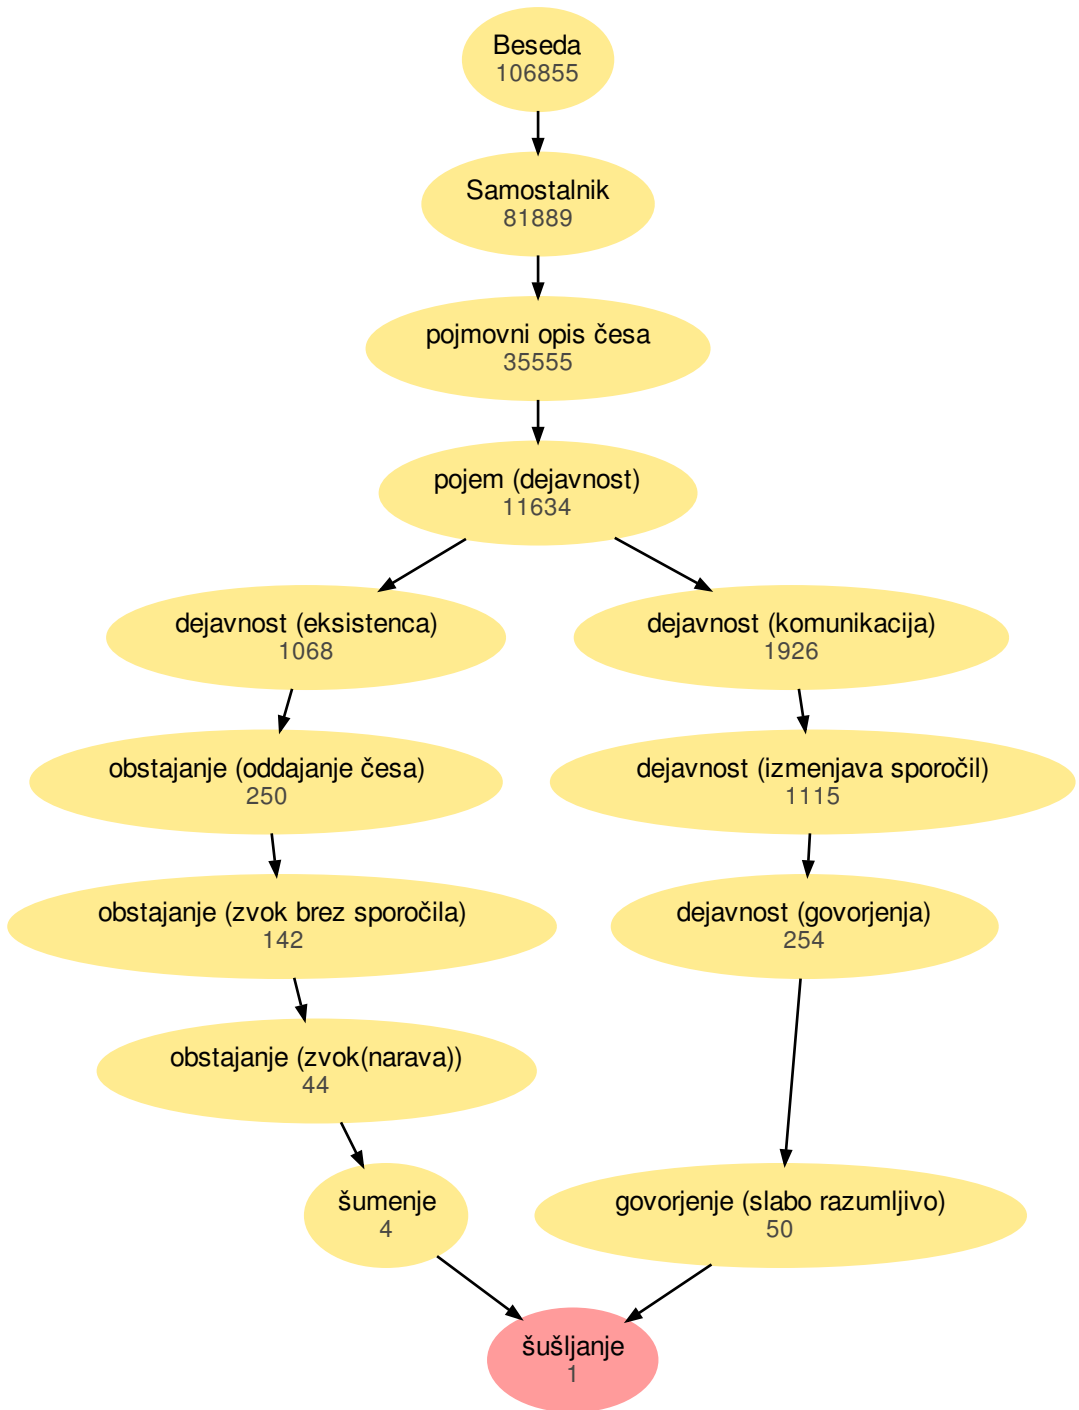 Beseda
106855
Samostalnik
81889
pojmovni opis česa
35555
pojem (dejavnost)
11634
dejavnost (eksistenca)
1068
dejavnost (komunikacija)
1926
obstajanje (oddajanje česa)
250
dejavnost (izmenjava sporočil)
1115
obstajanje (zvok brez sporočila)
142
dejavnost (govorjenja)
254
obstajanje (zvok(narava))
44
šumenje
4
govorjenje (slabo razumljivo)
50
šušljanje
1